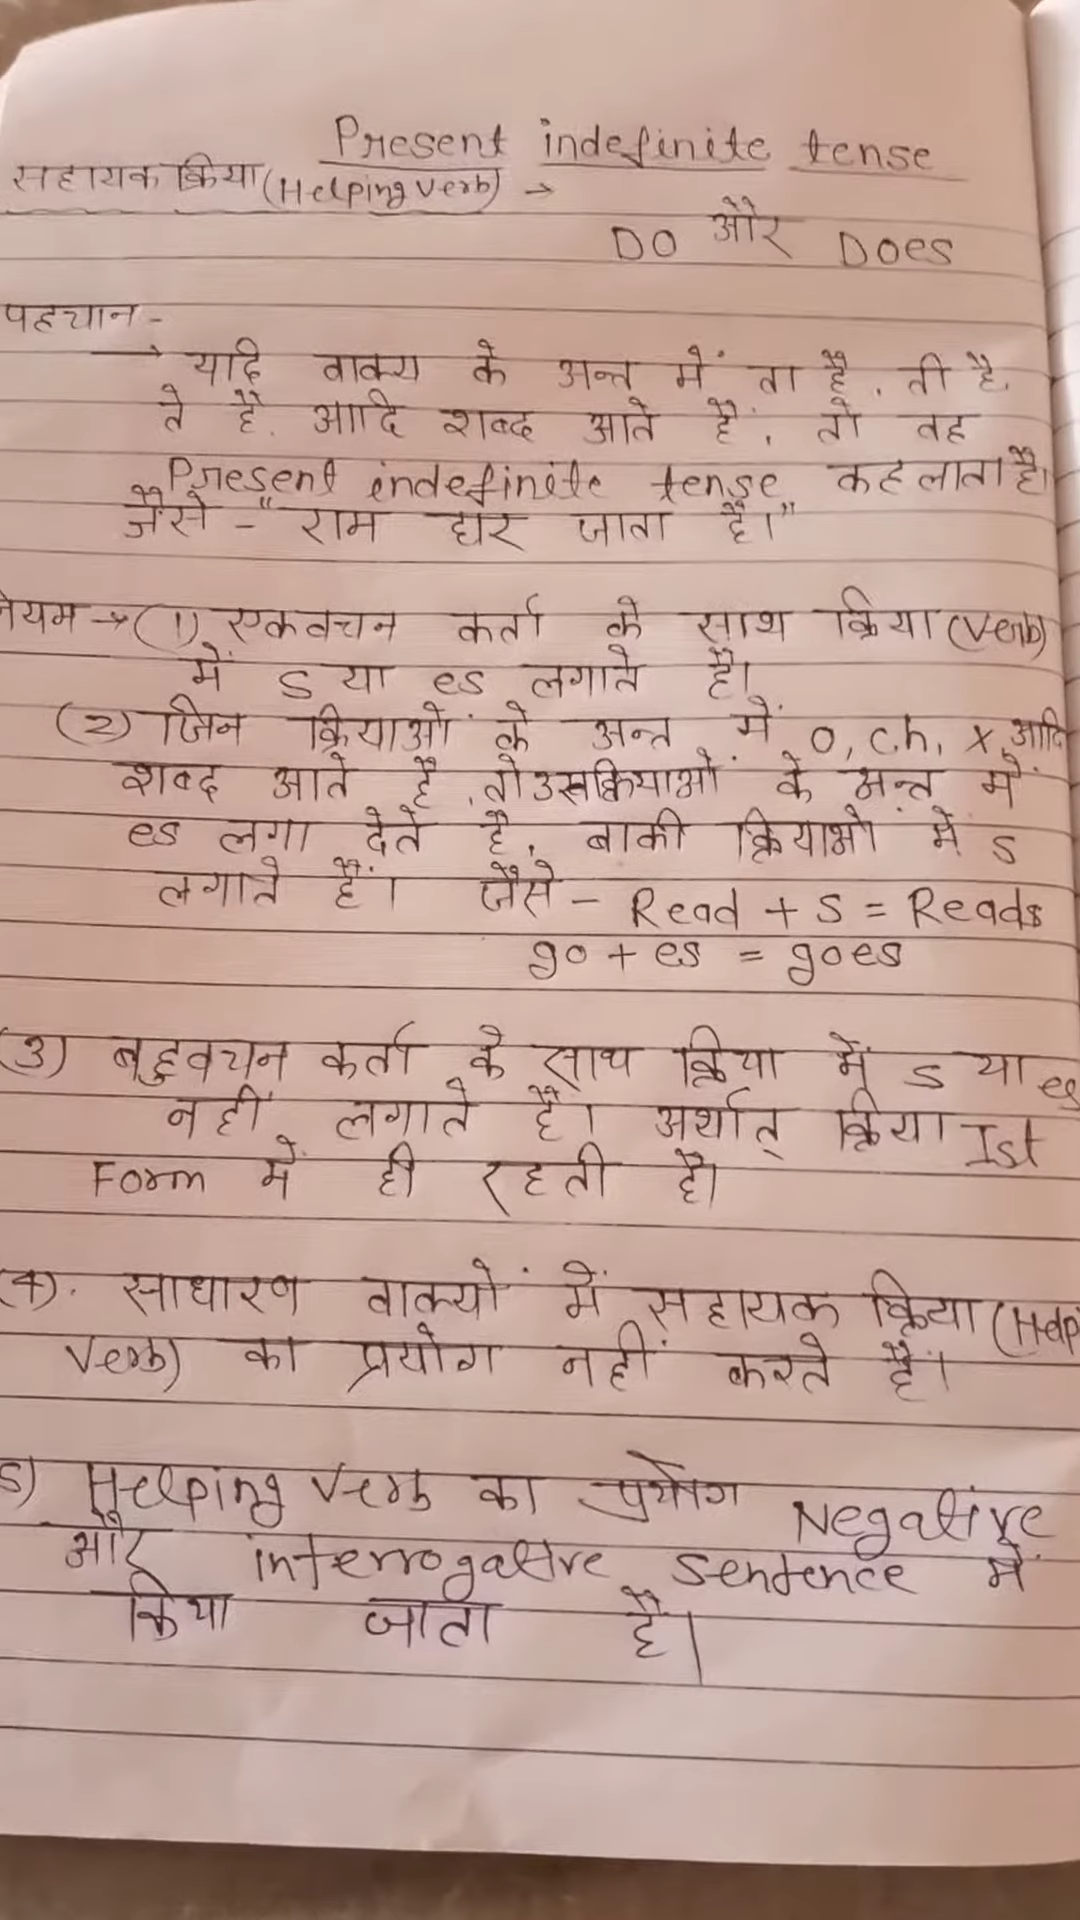 Present indefinite tense
सहायक क्रिया (Helping verb) →
DO और Does
पहचान -
→ यदि वाक्य के अन्त में ता है, ती है,
ते हैं, आदि शब्द आते हैं, तो वह
Present indefinite tense कहलाता है।
जैसे - "राम घर जाता है।"
नियम → (1) एकवचन कर्ता के साथ क्रिया (verb)
में s या es लगाते है।
(2) जिन क्रियाओं के अन्त में o, ch, x, आदि
शब्द आते है, तो उस क्रियाओं के अन्त में
es लगा देते है, बाकी क्रियाओ में s
लगाते हैं। जैसे - Read + s = Reads
go + es = goes
(3) बहुवचन कर्ता के साथ क्रिया में s या es
नहीं लगाते हैं। अर्थात् क्रिया Ist
Form में ही रहती है।
(4). साधारण वाक्यों में सहायक क्रिया (Help
verb) का प्रयोग नहीं करते हैं।
5) Helping verb का प्रयोग Negative
और interrogative sentence में
किया जाता है।